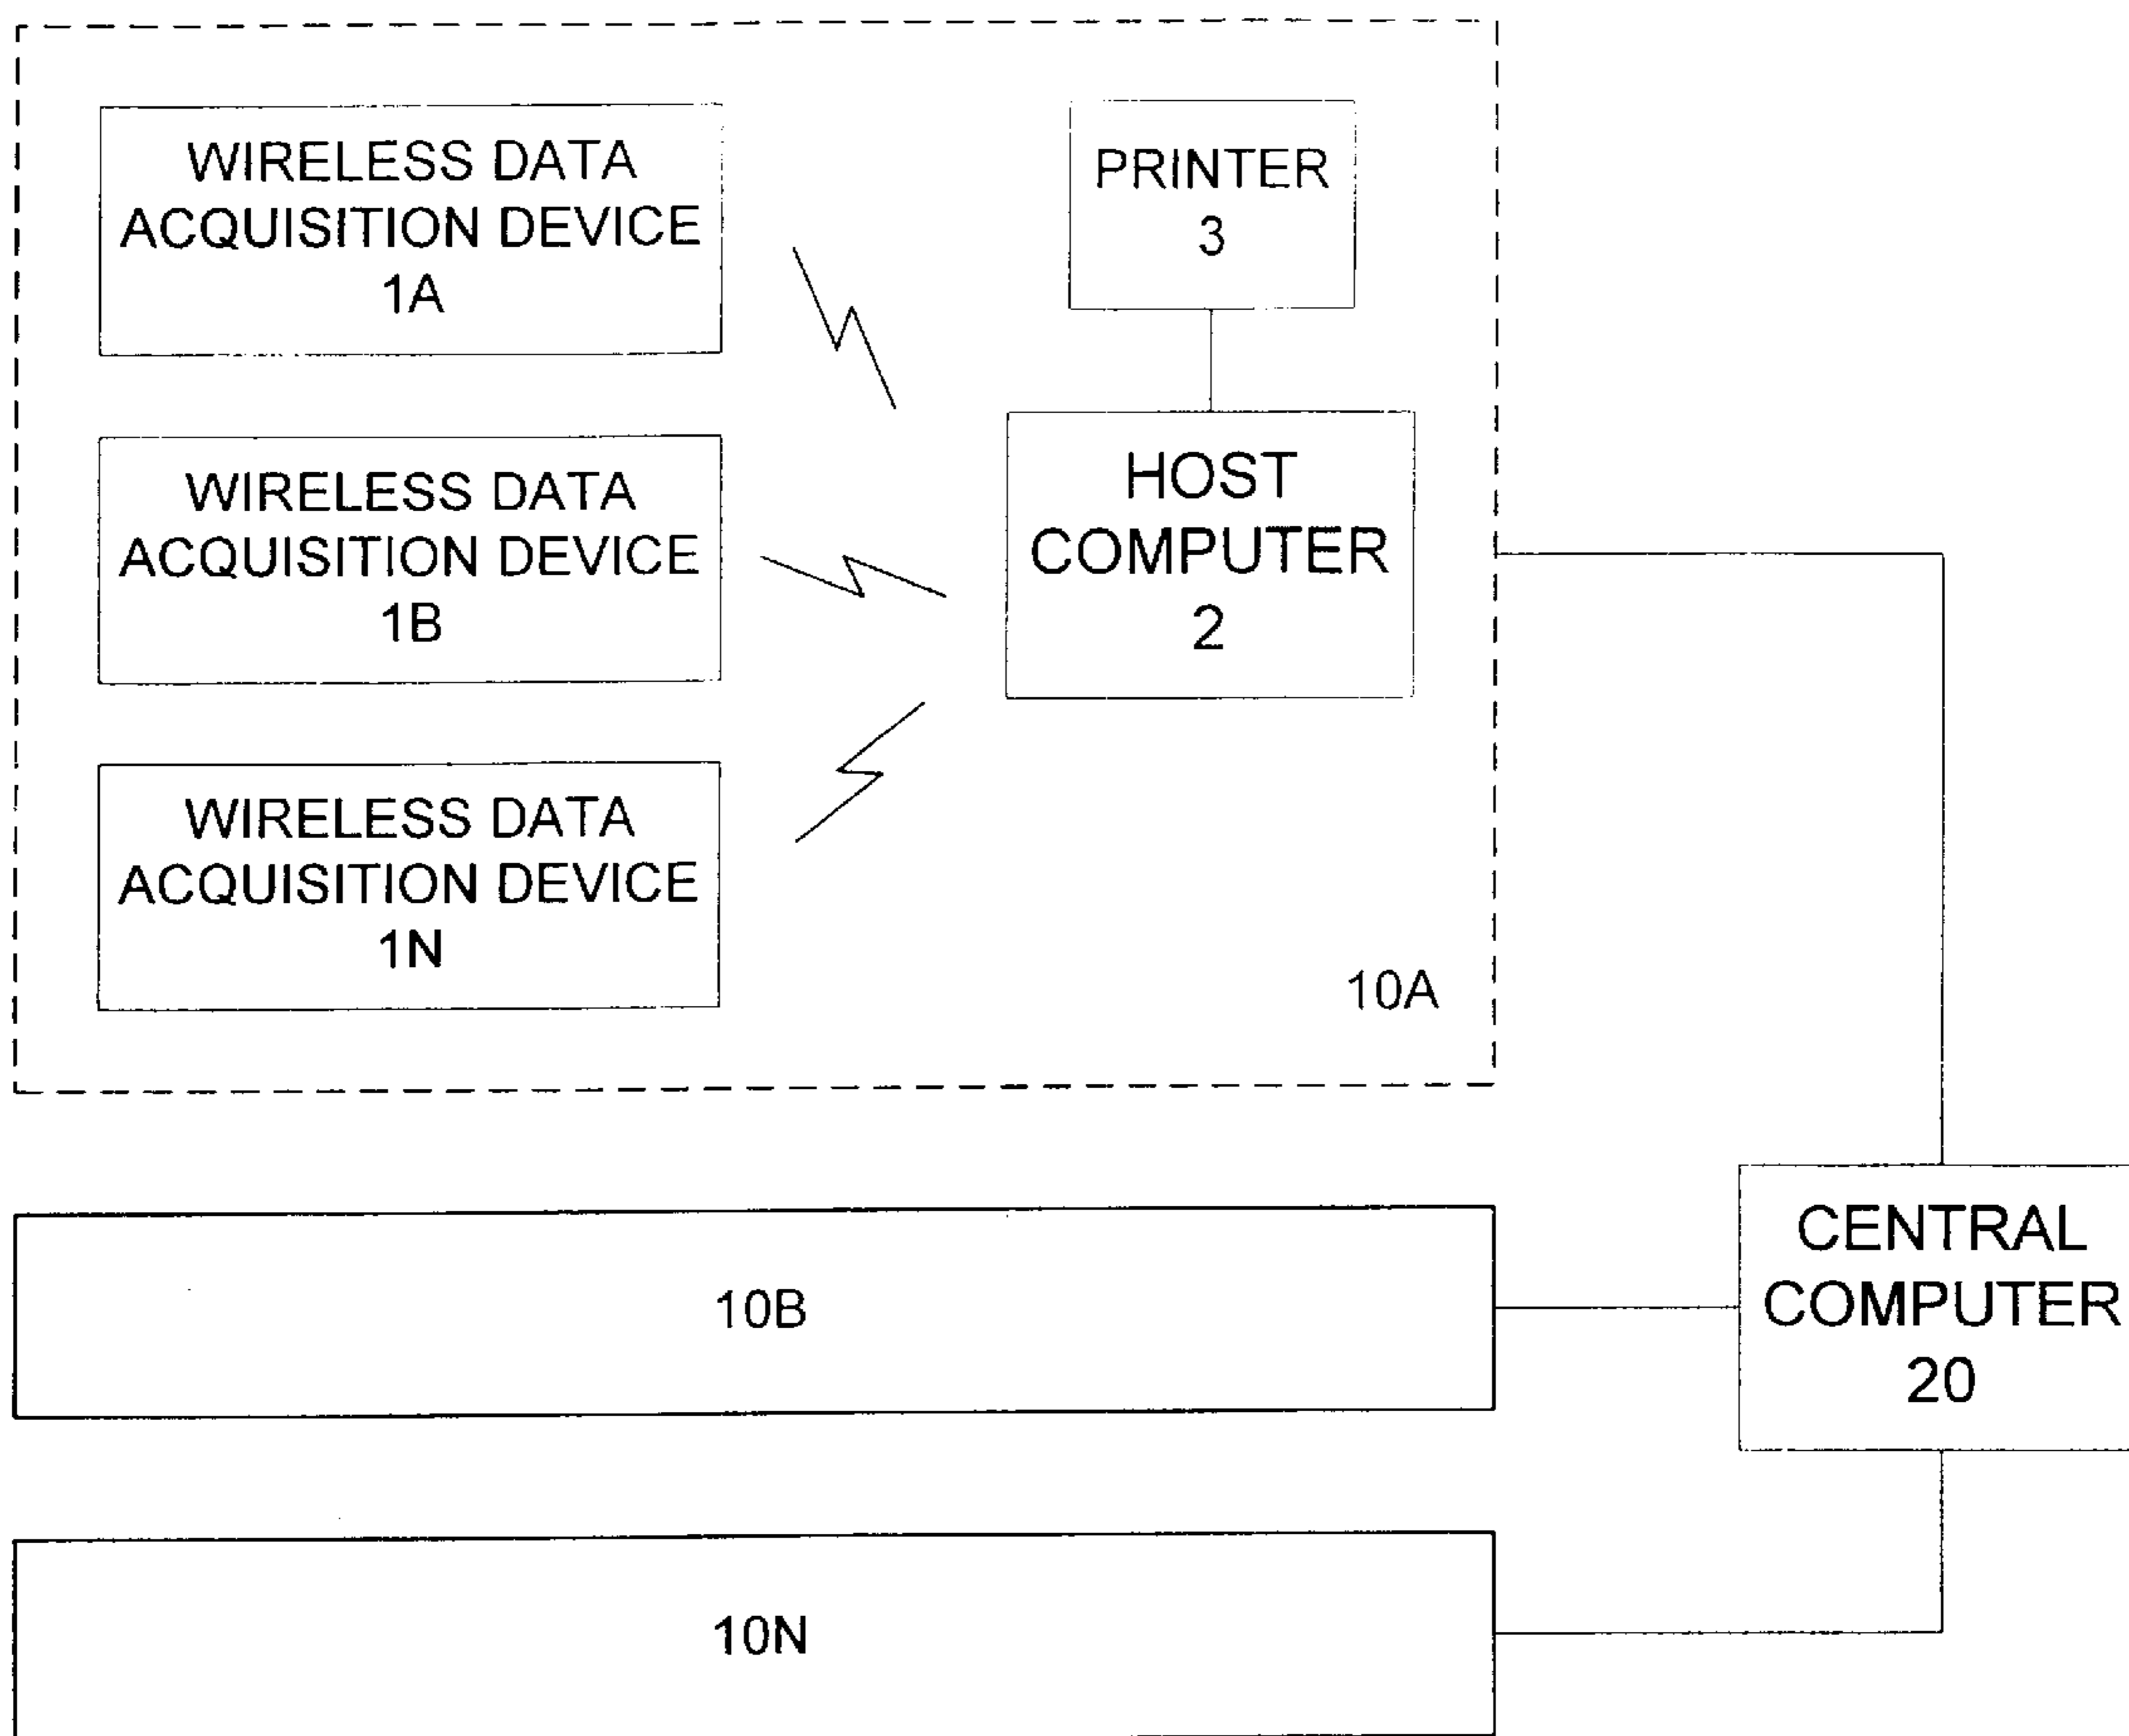 WIRELESS DATA
ACQUISITION DEVICE
1A
PRINTER
3
WIRELESS DATA
ACQUISITION DEVICE
1B
HOST
COMPUTER
2
WIRELESS DATA
ACQUISITION DEVICE
1N
10A
10B
CENTRAL
COMPUTER
20
10N